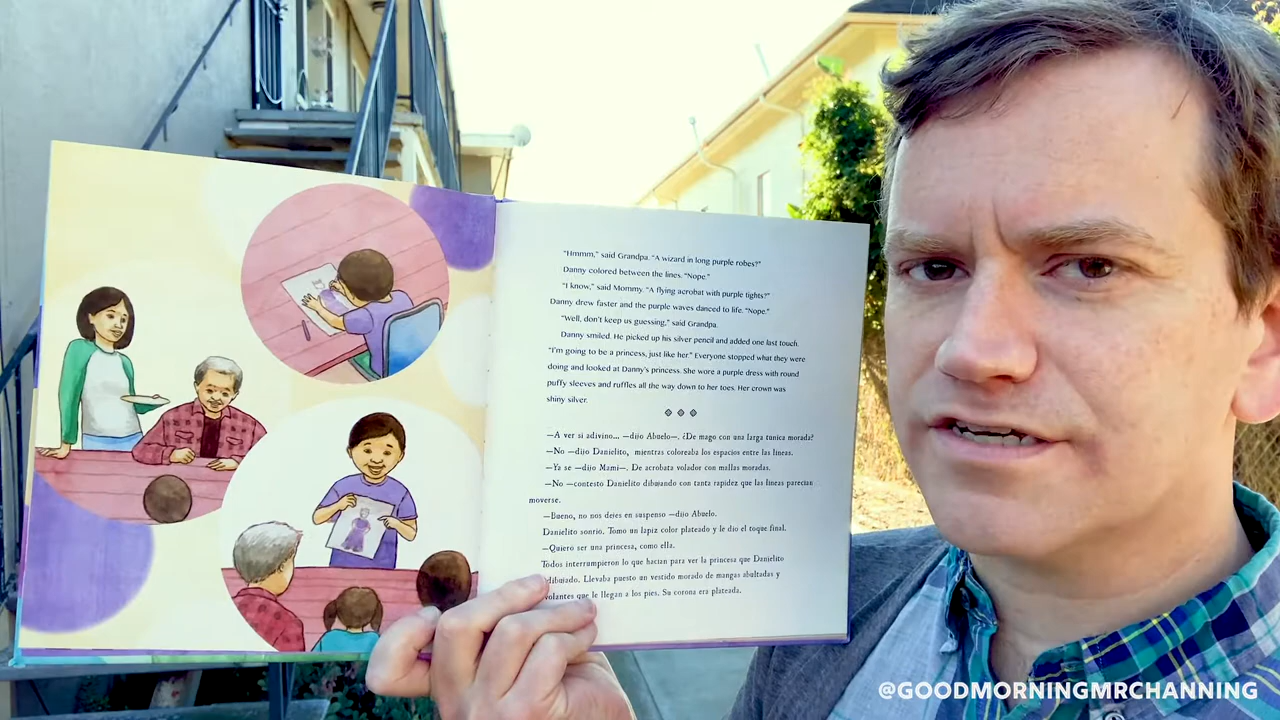 "Hmmm," said Grandpa. "A wizard in long purple robes?"
Danny colored between the lines. "Nope."
"I know," said Mommy. "A flying acrobat with purple tights?"
Danny drew faster and the purple waves danced to life. "Nope."
"Well, don't keep us guessing," said Grandpa.
Danny smiled. He picked up his silver pencil and added one last touch.
"I'm going to be a princess, just like her." Everyone stopped what they were
doing and looked at Danny's princess. She wore a purple dress with round
puffy sleeves and ruffles all the way down to her toes. Her crown was
shiny silver.
—A ver si adivino... —dijo Abuelo—. ¿De mago con una larga túnica morada?
—No —dijo Danielito, mientras coloreaba los espacios entre las líneas.
—Ya se —dijo Mami—. De acróbata volador con mallas moradas.
—No —contestó Danielito dibujando con tanta rapidez que las líneas parecían
moverse.
—Bueno, no nos dejes en suspenso —dijo Abuelo.
Danielito sonrió. Tomó un lápiz color plateado y le dio el toque final.
—Quiero ser una princesa, como ella.
Todos interrumpieron lo que hacían para ver la princesa que Danielito
dibujado. Llevaba puesto un vestido morado de mangas abultadas y
volantes que le llegan a los pies. Su corona era plateada.
@GOODMORNINGMRCHANNING